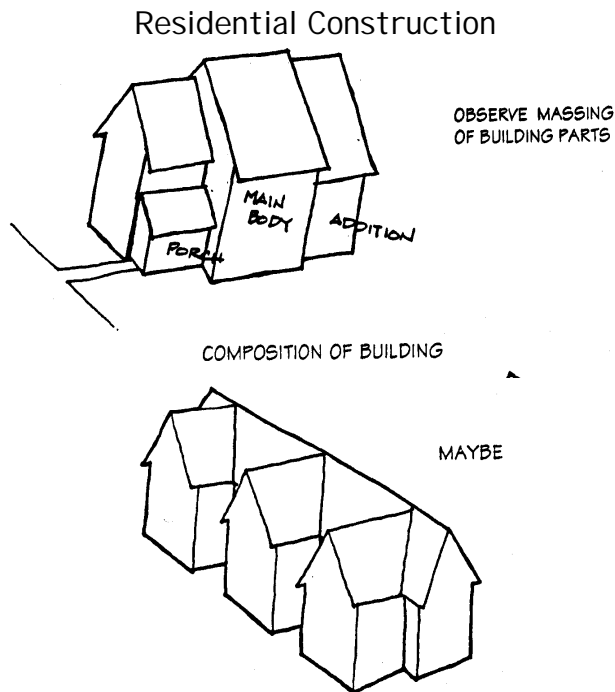 Residential Construction
OBSERVE MASSING
OF BUILDING PARTS
MAIN
BODY
ADDITION
PORCH
COMPOSITION OF BUILDING
MAYBE